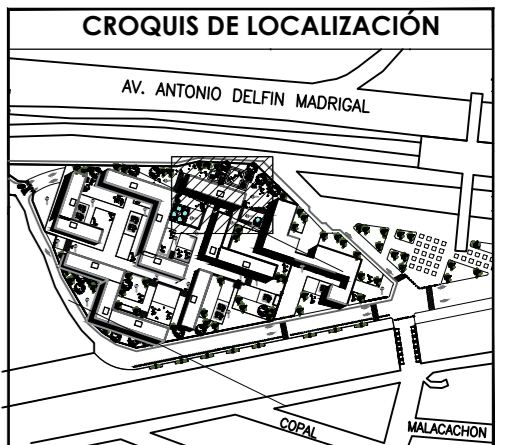 CROQUIS DE LOCALIZACIÓN
AV. ANTONIO DELFIN MADRIGAL
COPAL
MALACACHON